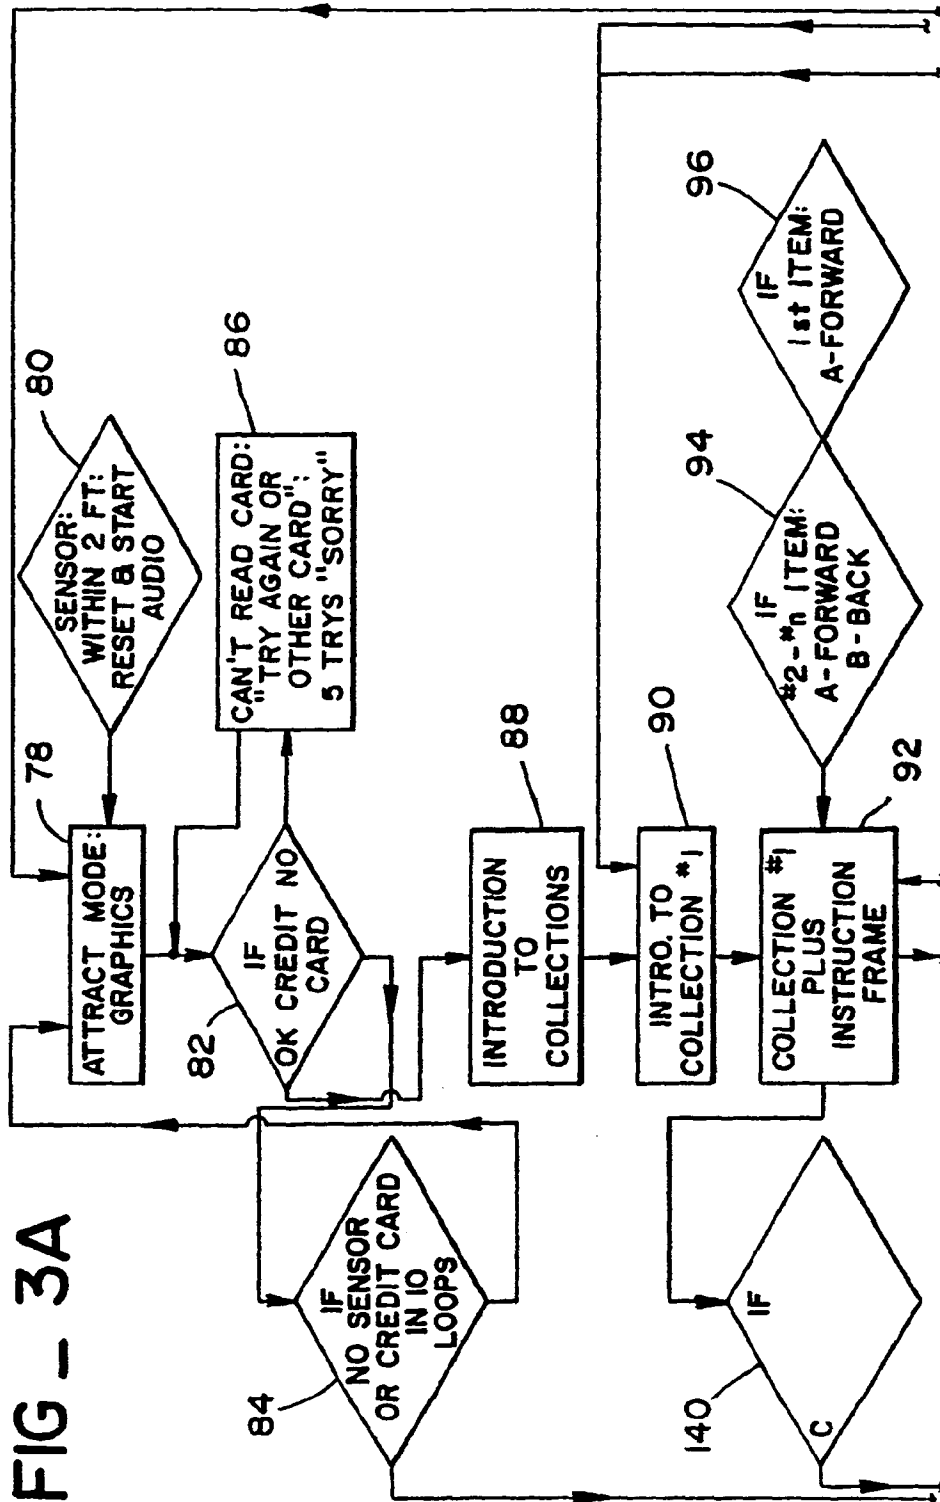 FIG_3A
80
SENSOR:
WITHIN 2 FT:
RESET & START
AUDIO
78
ATTRACT MODE:
GRAPHICS
86
CAN'T READ CARD:
"TRY AGAIN OR
OTHER CARD";
5 TRYS "SORRY"
82
IF
OK CREDIT NO
CARD
84
IF
NO SENSOR
OR CREDIT CARD
IN 10
LOOPS
88
INTRODUCTION
TO
COLLECTIONS
90
INTRO. TO
COLLECTION #1
92
COLLECTION #1
PLUS
INSTRUCTION
FRAME
94
IF
#2-#n ITEM:
A-FORWARD
B-BACK
96
IF
1st ITEM:
A-FORWARD
140
IF
C